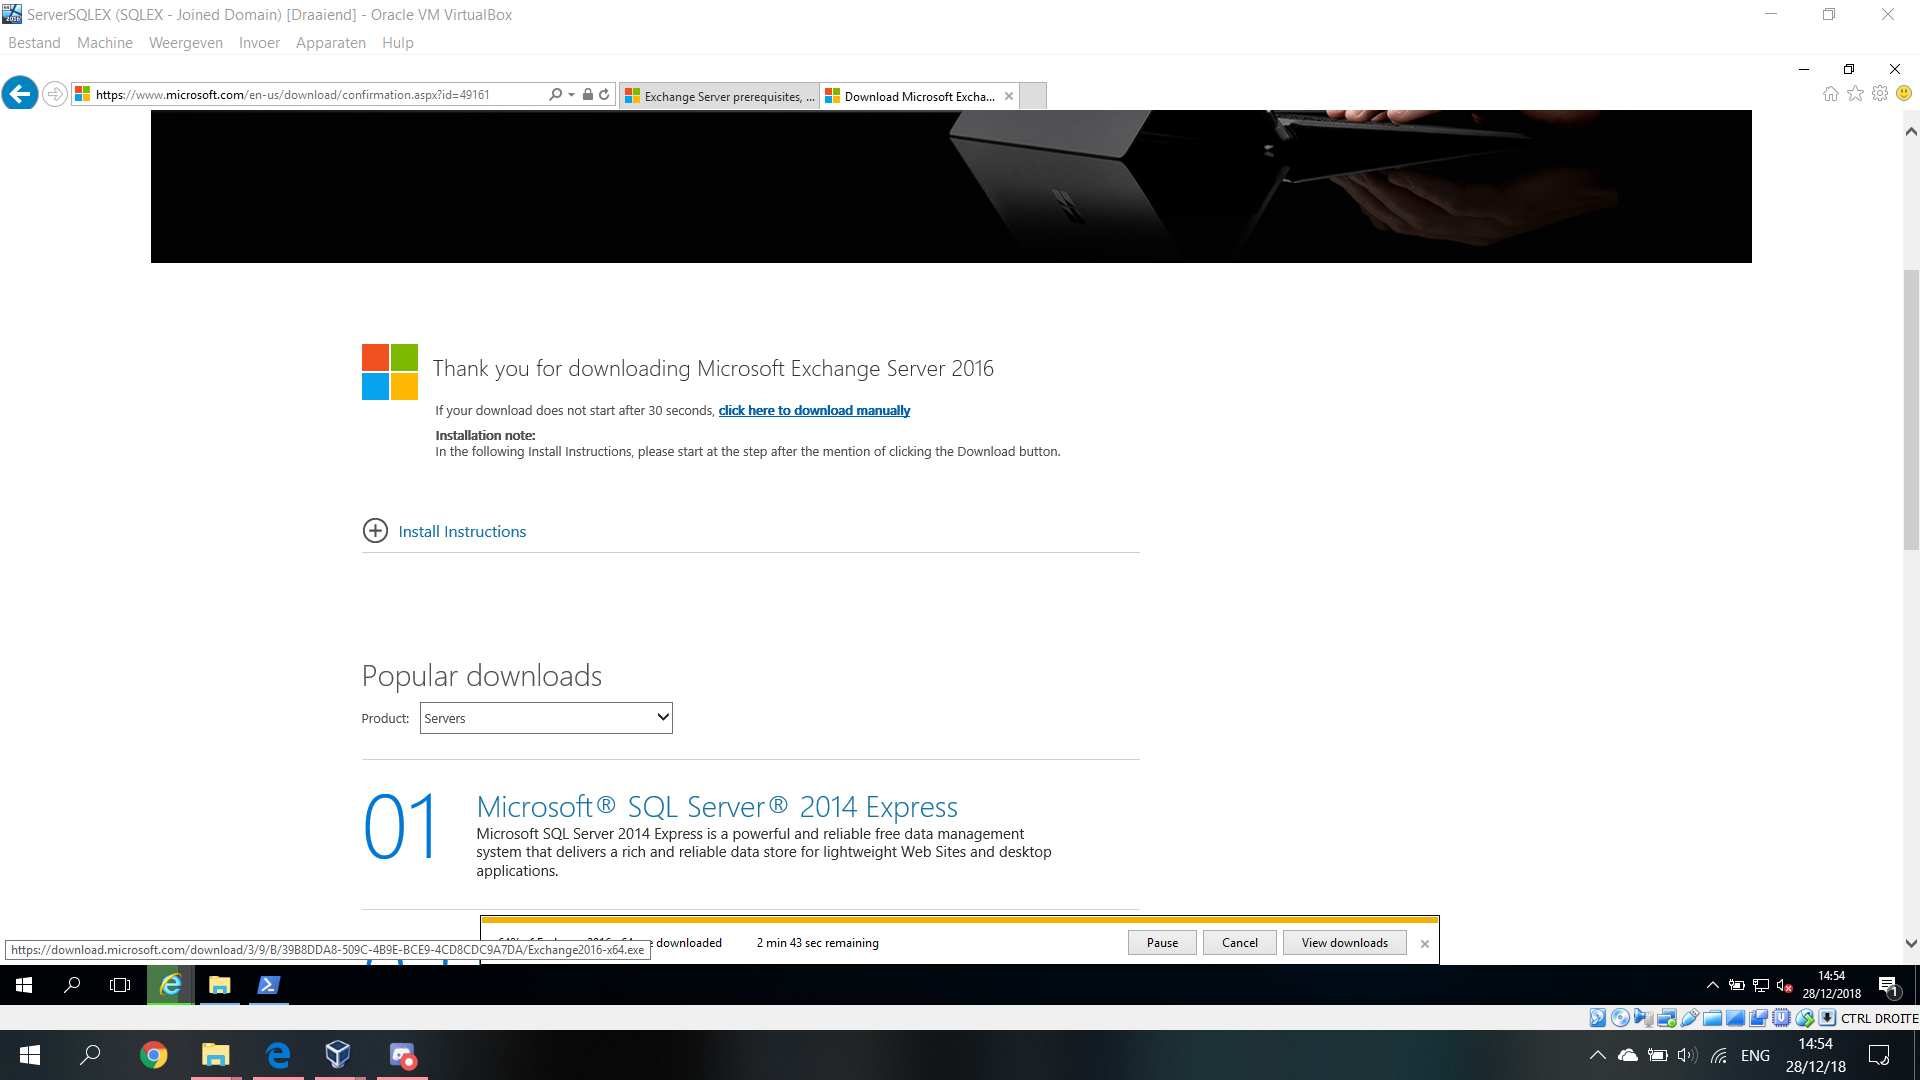 ServerSQLEX (SQLEX - Joined Domain) [Draaiend] - Oracle VM VirtualBox
Bestand Machine Weergeven Invoer Apparaten Hulp
https://www.microsoft.com/en-us/download/confirmation.aspx?id=49161
Exchange Server prerequisites, ...
Download Microsoft Excha...
Thank you for downloading Microsoft Exchange Server 2016
If your download does not start after 30 seconds, click here to download manually
Installation note:
In the following Install Instructions, please start at the step after the mention of clicking the Download button.
Install Instructions
Popular downloads
Product: Servers
01
Microsoft® SQL Server® 2014 Express
Microsoft SQL Server 2014 Express is a powerful and reliable free data management
system that delivers a rich and reliable data store for lightweight Web Sites and desktop
applications.
downloaded 2 min 43 sec remaining Pause Cancel View downloads
https://download.microsoft.com/download/3/9/B/39B8DDA8-509C-4B9E-BCE9-4CD8CDC9A7DA/Exchange2016-x64.exe
14:54
28/12/2018
1
CTRL DROITE
ENG
14:54
28/12/18